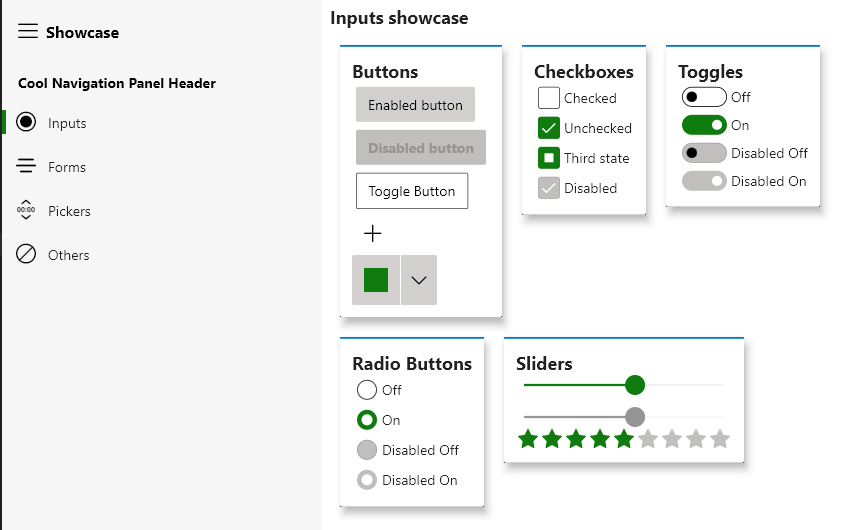 Showcase
Cool Navigation Panel Header
Inputs
Forms
00:00
Pickers
Others
Inputs showcase
Buttons
Enabled button
Disabled button
Toggle Button
Checkboxes
Checked
Unchecked
Third state
Disabled
Toggles
Off
On
Disabled Off
Disabled On
Radio Buttons
Off
On
Disabled Off
Disabled On
Sliders